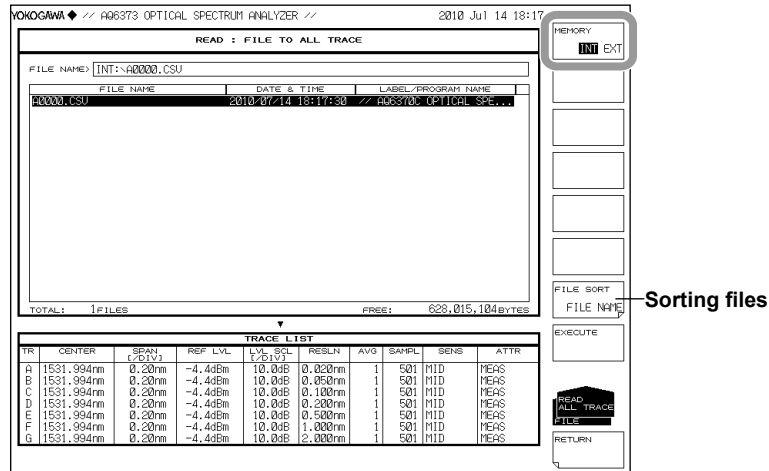 YOKOGAWA ◆ // AQ6373 OPTICAL SPECTRUM ANALYZER // 2010 Jul 14 18:17
READ : FILE TO ALL TRACE
FILE NAME> INT:\A0000.CSV
FILE NAME DATE & TIME LABEL/PROGRAM NAME
A0000.CSV 2010/07/14 18:17:30 // AQ6370C OPTICAL SPE...
TOTAL: 1FILES FREE: 628,015,104BYTES
▼
TRACE LIST
TR CENTER SPAN [/DIV] REF LVL LVL SCL [/DIV] RESLN AVG SAMPL SENS ATTR
A 1531.994nm 0.20nm -4.4dBm 10.0dB 0.020nm 1 501 MID MEAS
B 1531.994nm 0.20nm -4.4dBm 10.0dB 0.050nm 1 501 MID MEAS
C 1531.994nm 0.20nm -4.4dBm 10.0dB 0.100nm 1 501 MID MEAS
D 1531.994nm 0.20nm -4.4dBm 10.0dB 0.200nm 1 501 MID MEAS
E 1531.994nm 0.20nm -4.4dBm 10.0dB 0.500nm 1 501 MID MEAS
F 1531.994nm 0.20nm -4.4dBm 10.0dB 1.000nm 1 501 MID MEAS
G 1531.994nm 0.20nm -4.4dBm 10.0dB 2.000nm 1 501 MID MEAS
MEMORY
INT EXT
FILE SORT
FILE NAME
Sorting files
EXECUTE
READ
ALL TRACE
FILE
RETURN